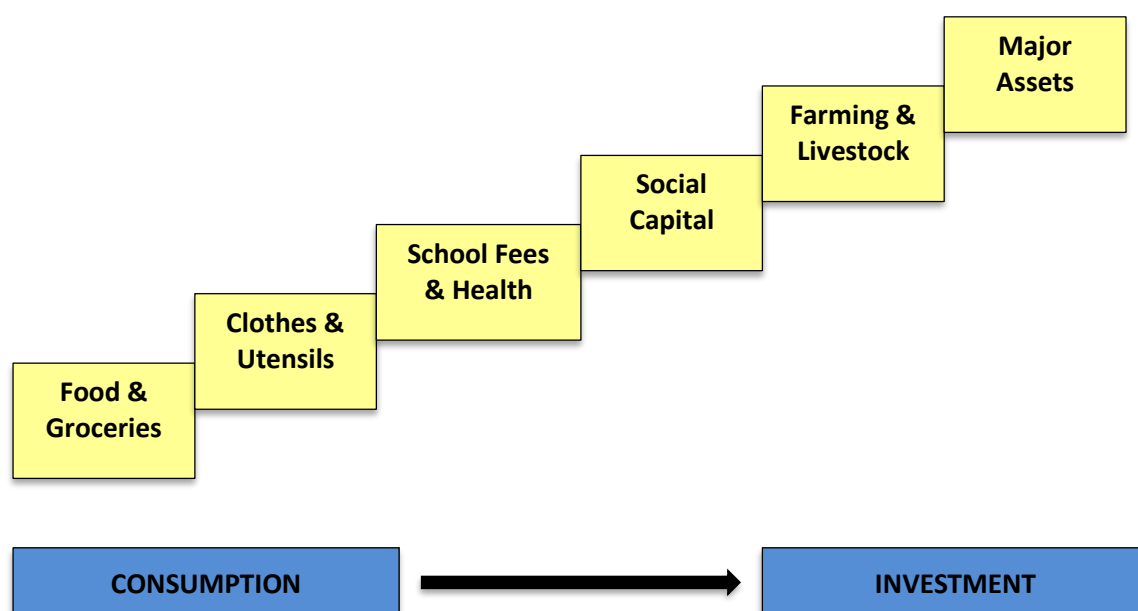 Major
Assets
Farming &
Livestock
Social
Capital
School Fees
& Health
Clothes &
Utensils
Food &
Groceries
CONSUMPTION
INVESTMENT